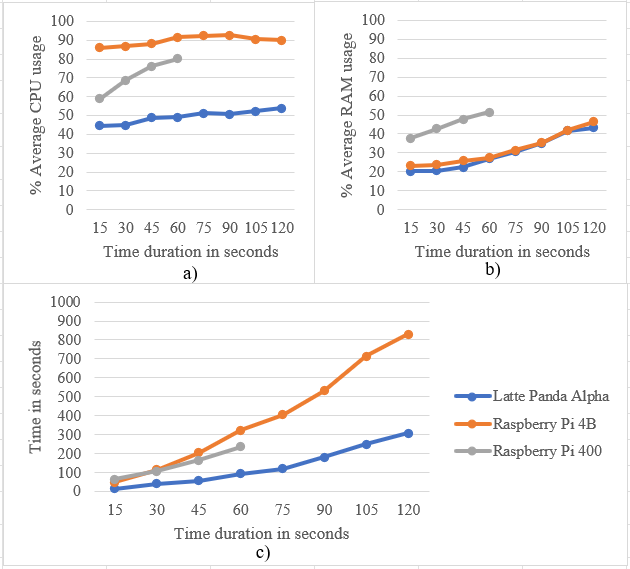 % Average CPU usage
100
90
80
70
60
50
40
30
20
10
0
15 30 45 60 75 90 105 120
Time duration in seconds
a)
% Average RAM usage
100
90
80
70
60
50
40
30
20
10
0
15 30 45 60 75 90 105 120
Time duration in seconds
b)
Time in seconds
1000
900
800
700
600
500
400
300
200
100
0
15 30 45 60 75 90 105 120
Time duration in seconds
c)
Latte Panda Alpha
Raspberry Pi 4B
Raspberry Pi 400